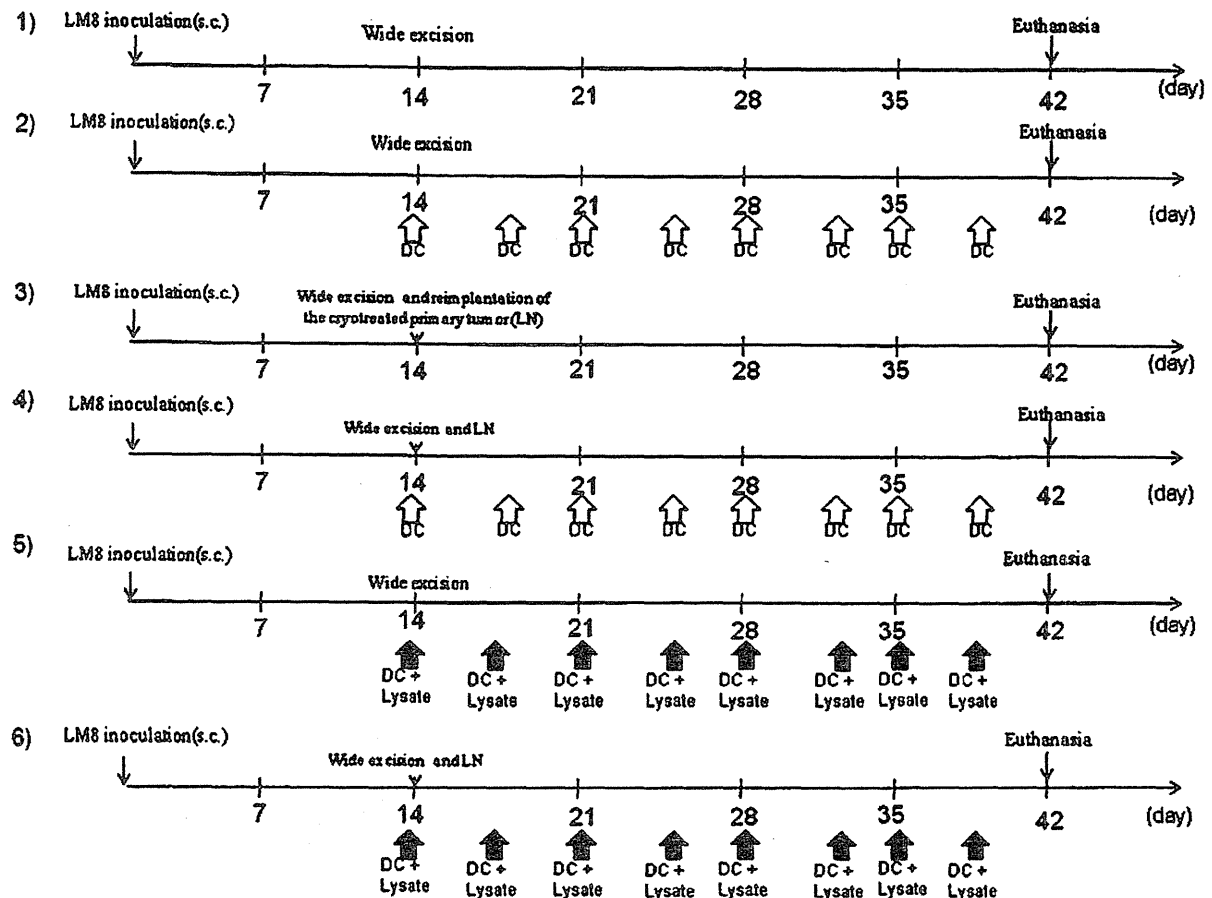 1) LM8 inoculation(s.c.) Wide excision Euthanasia
7 14 21 28 35 42 (day)
2) LM8 inoculation(s.c.) Wide excision Euthanasia
7 14 21 28 35 42 (day)
DC DC DC DC DC DC DC DC
3) LM8 inoculation(s.c.) Wide excision and reimplantation of Euthanasia
the cryotreated primary tumor (LN)
7 14 21 28 35 42 (day)
4) LM8 inoculation(s.c.) Wide excision and LN Euthanasia
7 14 21 28 35 42 (day)
DC DC DC DC DC DC DC DC
5) LM8 inoculation(s.c.) Wide excision Euthanasia
7 14 21 28 35 42 (day)
DC + DC + DC + DC + DC + DC + DC + DC +
Lysate Lysate Lysate Lysate Lysate Lysate Lysate Lysate
6) LM8 inoculation(s.c.) Wide excision and LN Euthanasia
7 14 21 28 35 42 (day)
DC + DC + DC + DC + DC + DC + DC + DC +
Lysate Lysate Lysate Lysate Lysate Lysate Lysate Lysate